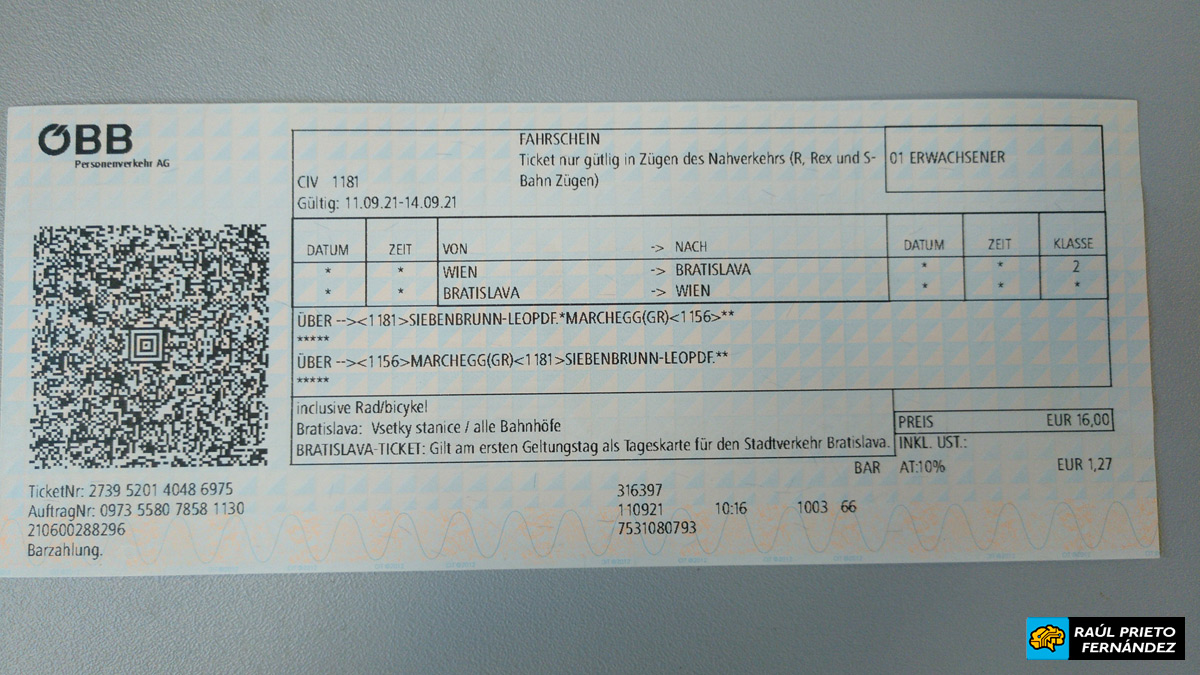 ÖBB
Personenverkehr AG
FAHRSCHEIN
Ticket nur gütlig in Zügen des Nahverkehrs (R, Rex und S-
Bahn Zügen)
01 ERWACHSENER
CIV 1181
Gültig: 11.09.21-14.09.21
DATUM ZEIT VON -> NACH DATUM ZEIT KLASSE
* * WIEN -> BRATISLAVA * * 2
* * BRATISLAVA -> WIEN * * *
ÜBER --><1181>SIEBENBRUNN-LEOPDF.*MARCHEGG(GR)<1156>**
*****
ÜBER --><1156>MARCHEGG(GR)<1181>SIEBENBRUNN-LEOPDF.**
*****
inclusive Rad/bicykel
Bratislava: Vsetky stanice / alle Bahnhöfe
BRATISLAVA-TICKET: Gilt am ersten Geltungstag als Tageskarte für den Stadtverkehr Bratislava.
PREIS EUR 16,00
INKL. UST.:
BAR AT:10% EUR 1,27
TicketNr: 2739 5201 4048 6975
AuftragNr: 0973 5580 7858 1130
210600288296
Barzahlung.
316397
110921 10:16 1003 66
7531080793
RAÚL PRIETO
FERNÁNDEZ